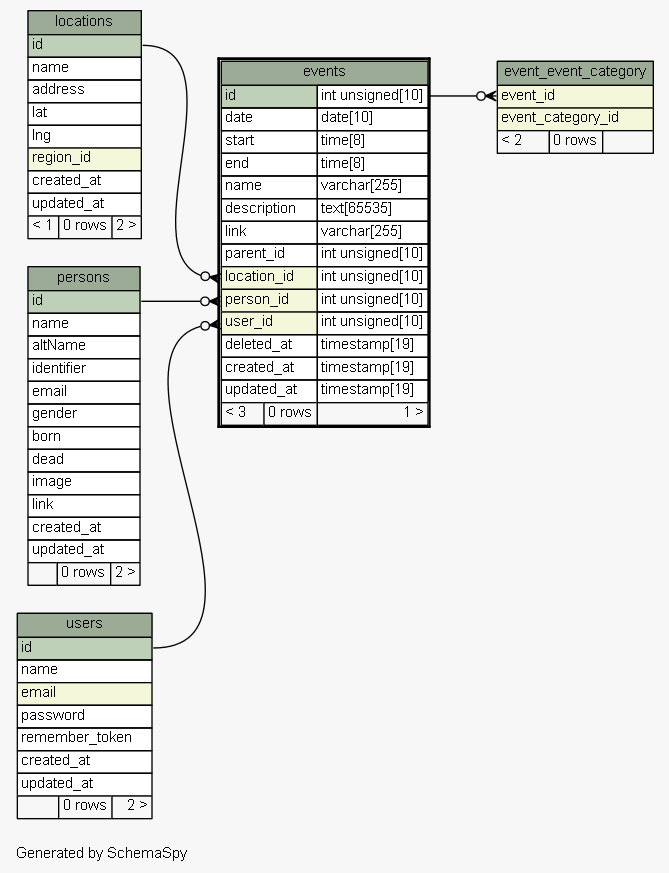 locations
id
name
address
lat
lng
region_id
created_at
updated_at
< 1 0 rows 2 >
persons
id
name
altName
identifier
email
gender
born
dead
image
link
created_at
updated_at
0 rows 2 >
users
id
name
email
password
remember_token
created_at
updated_at
0 rows 2 >
events
id int unsigned[10]
date date[10]
start time[8]
end time[8]
name varchar[255]
description text[65535]
link varchar[255]
parent_id int unsigned[10]
location_id int unsigned[10]
person_id int unsigned[10]
user_id int unsigned[10]
deleted_at timestamp[19]
created_at timestamp[19]
updated_at timestamp[19]
< 3 0 rows 1 >
event_event_category
event_id
event_category_id
< 2 0 rows
Generated by SchemaSpy